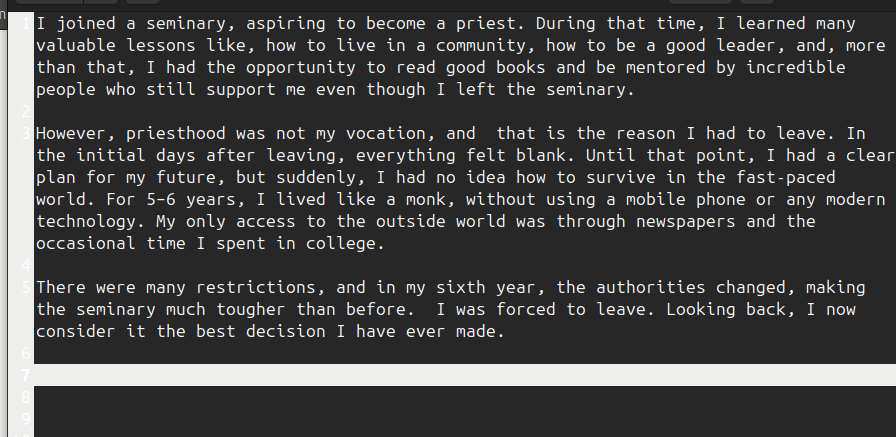 1 I joined a seminary, aspiring to become a priest. During that time, I learned many
valuable lessons like, how to live in a community, how to be a good leader, and, more
than that, I had the opportunity to read good books and be mentored by incredible
people who still support me even though I left the seminary.
2
3 However, priesthood was not my vocation, and  that is the reason I had to leave. In
the initial days after leaving, everything felt blank. Until that point, I had a clear
plan for my future, but suddenly, I had no idea how to survive in the fast-paced
world. For 5-6 years, I lived like a monk, without using a mobile phone or any modern
technology. My only access to the outside world was through newspapers and the
occasional time I spent in college.
4
5 There were many restrictions, and in my sixth year, the authorities changed, making
the seminary much tougher than before.  I was forced to leave. Looking back, I now
consider it the best decision I have ever made.
6
7
8
9